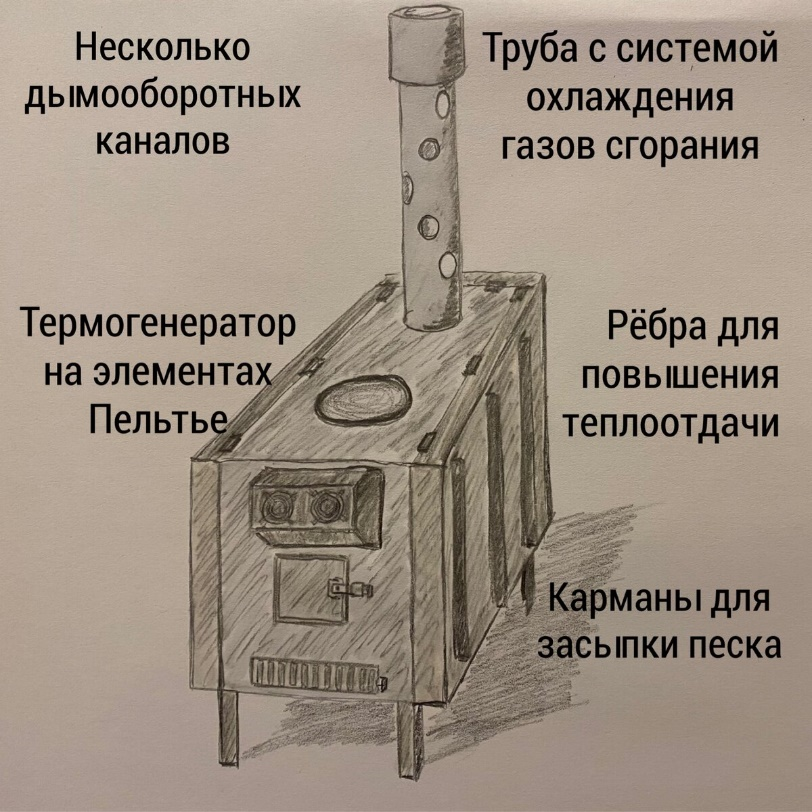 Несколько
дымооборотных
каналов
Труба с системой
охлаждения
газов сгорания
Термогенератор
на элементах
Пельтье
Рёбра для
повышения
теплоотдачи
Карманы для
засыпки песка